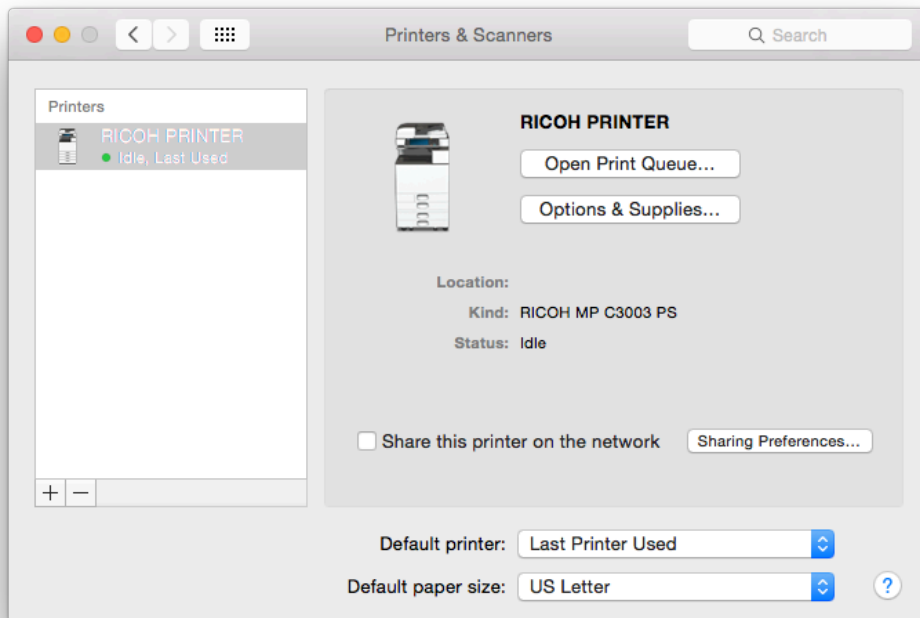 Printers & Scanners
Search
Printers
RICOH PRINTER
Idle, Last Used
RICOH PRINTER
Open Print Queue...
Options & Supplies...
Location:
Kind: RICOH MP C3003 PS
Status: Idle
Share this printer on the network
Sharing Preferences...
+ −
Default printer: Last Printer Used
Default paper size: US Letter
?